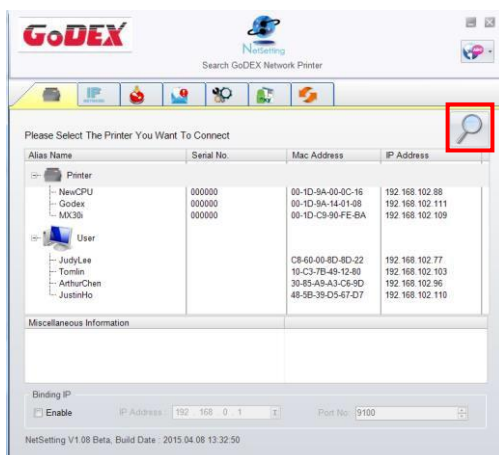 GODEX
NetSetting
Search GoDEX Network Printer
IP
NETWORK
Please Select The Printer You Want To Connect
Alias Name Serial No. Mac Address IP Address
Printer
NewCPU 000000 00-1D-9A-00-0C-16 192.168.102.88
Godex 000000 00-1D-9A-14-01-08 192.168.102.111
MX30i 000000 00-1D-C9-90-FE-BA 192.168.102.109
User
JudyLee C8-60-00-8D-8D-22 192.168.102.77
Tomlin 10-C3-7B-49-12-80 192.168.102.103
ArthurChen 30-85-A9-A3-C6-9D 192.168.102.96
JustinHo 48-5B-39-D5-67-D7 192.168.102.110
Miscellaneous Information
Binding IP
Enable IP Address : 192 . 168 . 0 . 1 Port No. 9100
NetSetting V1.08 Beta, Build Date : 2015.04.08 13:32:50